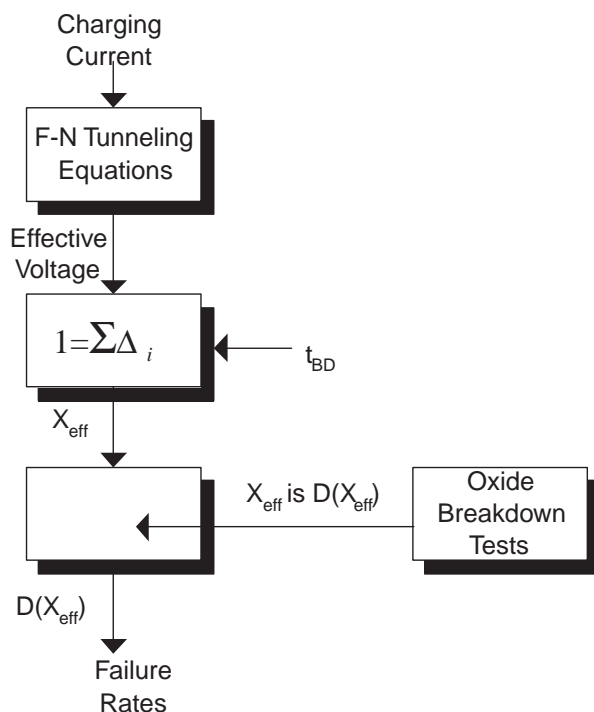 Charging
Current
F-N Tunneling
Equations
Effective
Voltage
1=ΣΔ i
tBD
Xeff
Xeff is D(Xeff)
Oxide
Breakdown
Tests
D(Xeff)
Failure
Rates